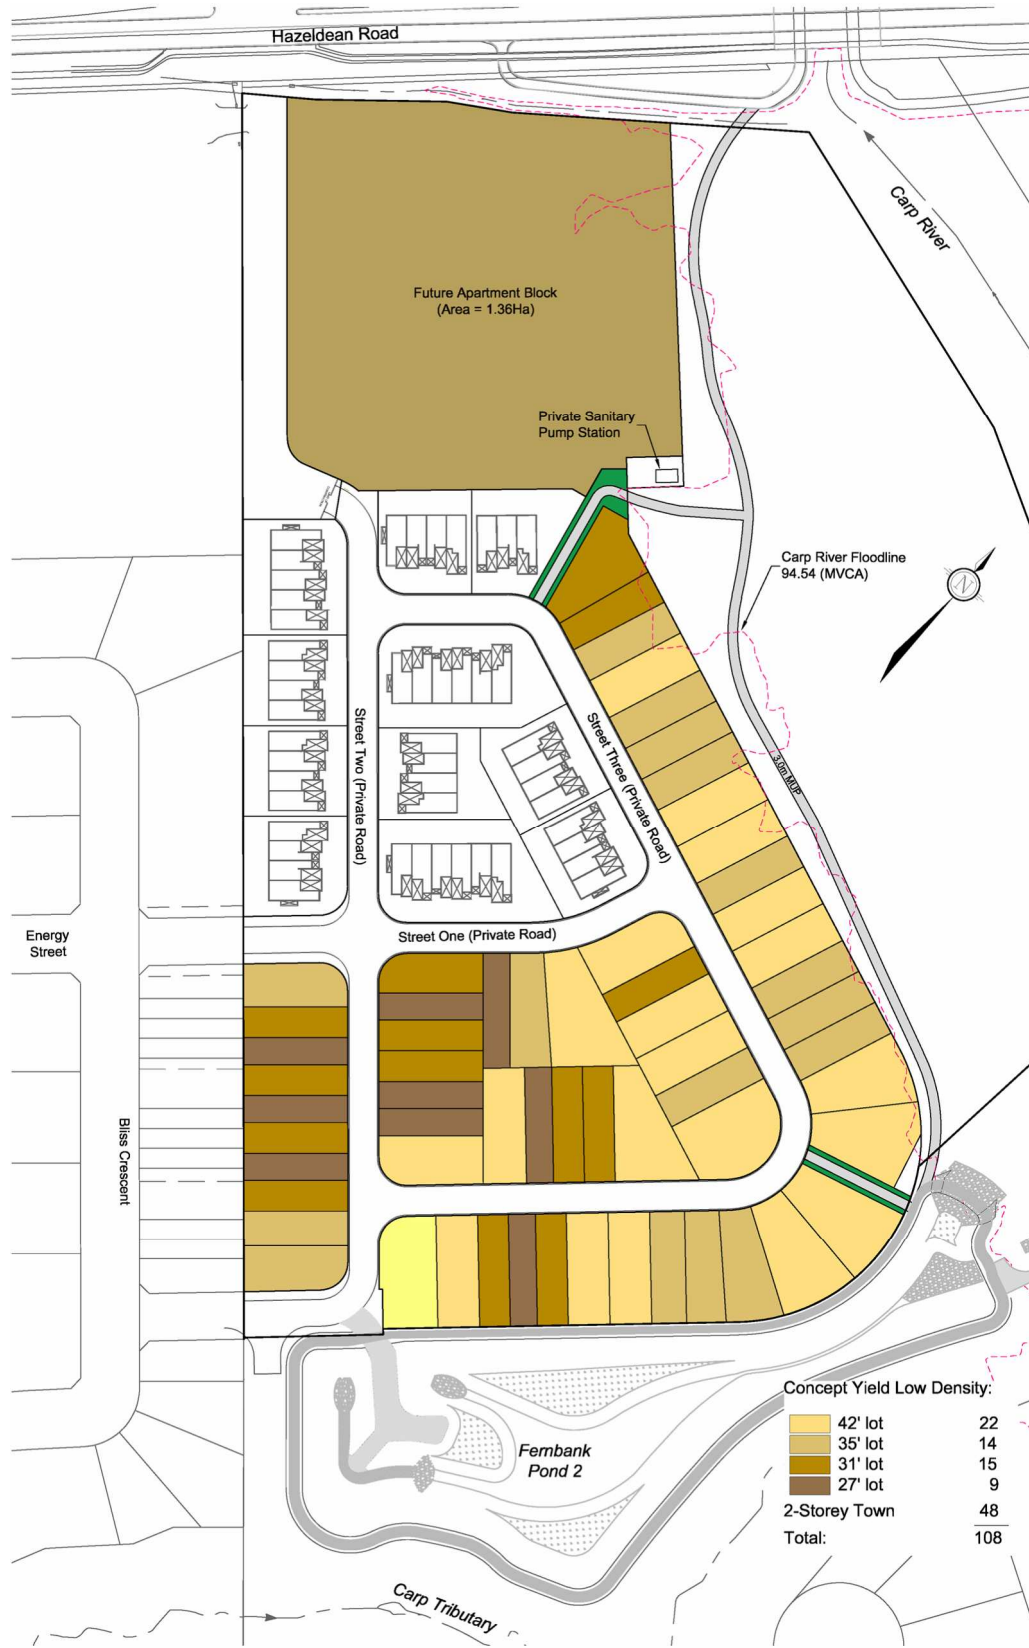 Hazeldean Road
Carp River
Future Apartment Block
(Area = 1.36Ha)
Private Sanitary
Pump Station
Carp River Floodline
94.54 (MVCA)
N
Street Two (Private Road)
Street Three (Private Road)
3.0m MUP
Street One (Private Road)
Energy
Street
Bliss Crescent
Fernbank
Pond 2
Carp Tributary
Concept Yield Low Density:
42' lot 22
35' lot 14
31' lot 15
27' lot 9
2-Storey Town 48
Total: 108